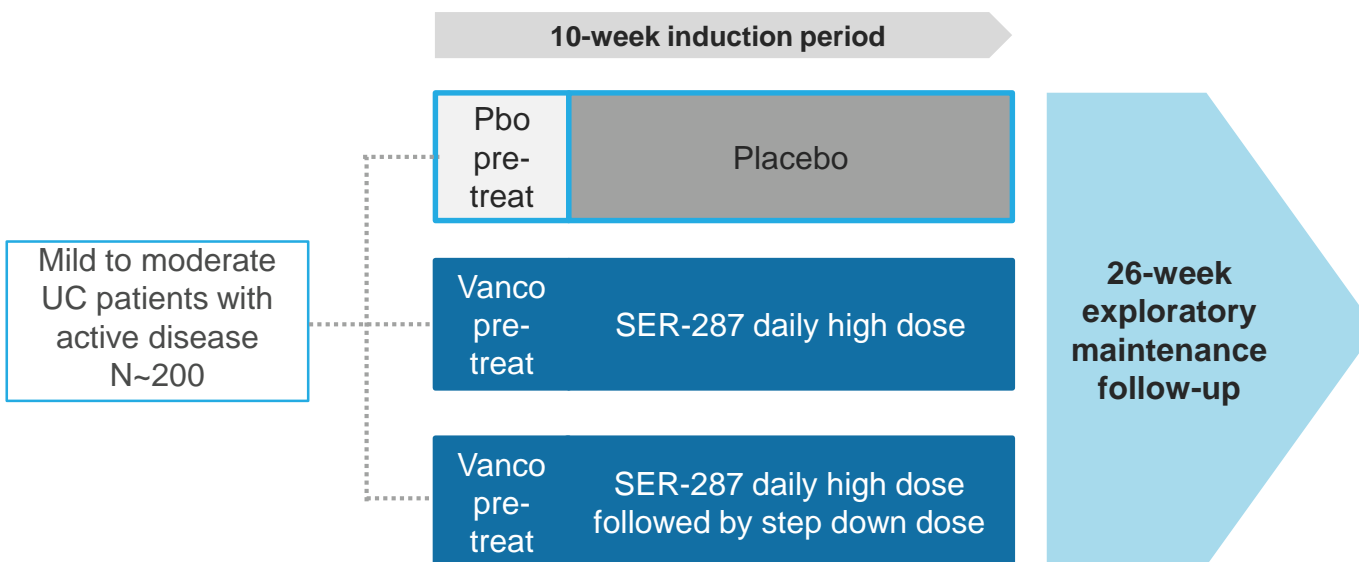 10-week induction period
Pbo
pre-
treat
Placebo
Mild to moderate
UC patients with
active disease
N~200
Vanco
pre-
treat
SER-287 daily high dose
Vanco
pre-
treat
SER-287 daily high dose
followed by step down dose
26-week
exploratory
maintenance
follow-up